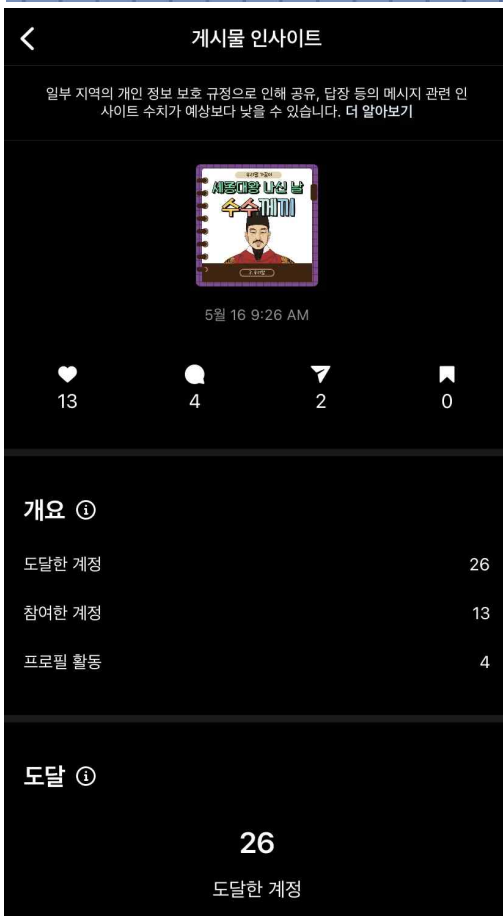 게시물 인사이트
일부 지역의 개인 정보 보호 규정으로 인해 공유, 답장 등의 메시지 관련 인
사이트 수치가 예상보다 낮을 수 있습니다. 더 알아보기
세종대왕 나신 날
수수께끼
5월 16 9:26 AM
13
4
2
0
개요
도달한 계정
26
참여한 계정
13
프로필 활동
4
도달
26
도달한 계정